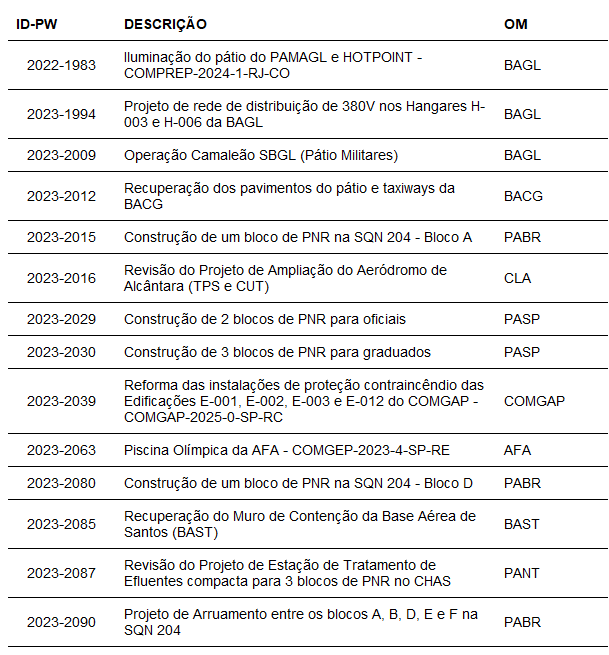 ID-PW DESCRIÇÃO OM
2022-1983 Iluminação do pátio do PAMAGL e HOTPOINT - BAGL
COMPREP-2024-1-RJ-CO
2023-1994 Projeto de rede de distribuição de 380V nos Hangares H- BAGL
003 e H-006 da BAGL
2023-2009 Operação Camaleão SBGL (Pátio Militares) BAGL
2023-2012 Recuperação dos pavimentos do pátio e taxiways da BACG
BACG
2023-2015 Construção de um bloco de PNR na SQN 204 - Bloco A PABR
2023-2016 Revisão do Projeto de Ampliação do Aeródromo de CLA
Alcântara (TPS e CUT)
2023-2029 Construção de 2 blocos de PNR para oficiais PASP
2023-2030 Construção de 3 blocos de PNR para graduados PASP
Reforma das instalações de proteção contraincêndio das
2023-2039 Edificações E-001, E-002, E-003 e E-012 do COMGAP - COMGAP
COMGAP-2025-0-SP-RC
2023-2063 Piscina Olímpica da AFA - COMGEP-2023-4-SP-RE AFA
2023-2080 Construção de um bloco de PNR na SQN 204 - Bloco D PABR
2023-2085 Recuperação do Muro de Contenção da Base Aérea de BAST
Santos (BAST)
2023-2087 Revisão do Projeto de Estação de Tratamento de PANT
Efluentes compacta para 3 blocos de PNR no CHAS
2023-2090 Projeto de Arruamento entre os blocos A, B, D, E e F na PABR
SQN 204